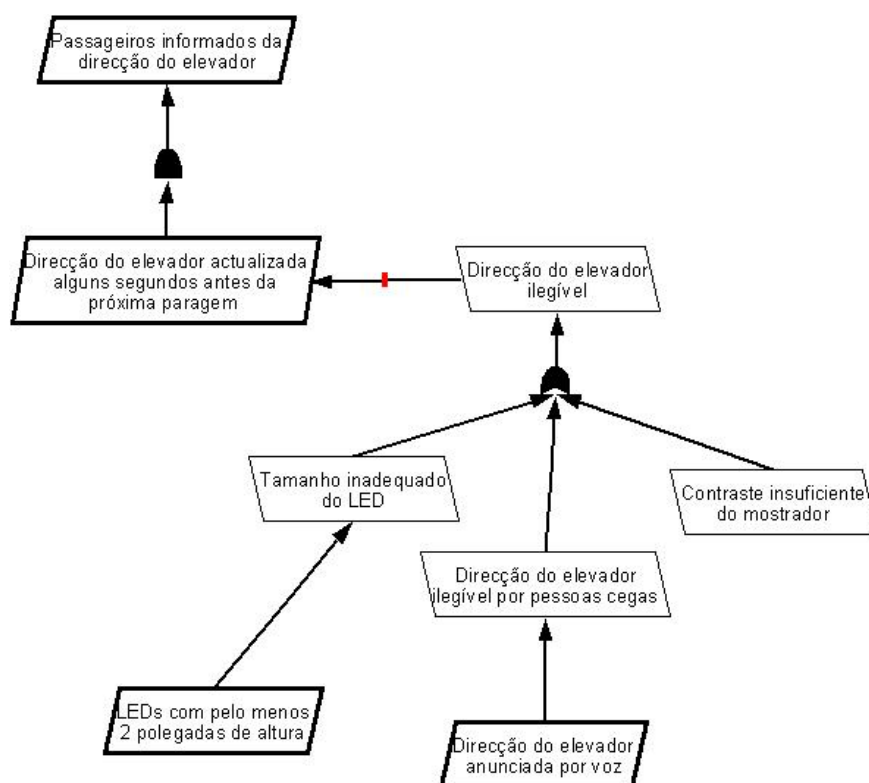 Passageiros informados da
direcção do elevador
Direcção do elevador actualizada
alguns segundos antes da
próxima paragem
Direcção do elevador
ilegível
Tamanho inadequado
do LED
Contraste insuficiente
do mostrador
Direcção do elevador
ilegível por pessoas cegas
LEDs com pelo menos
2 polegadas de altura
Direcção do elevador
anunciada por voz